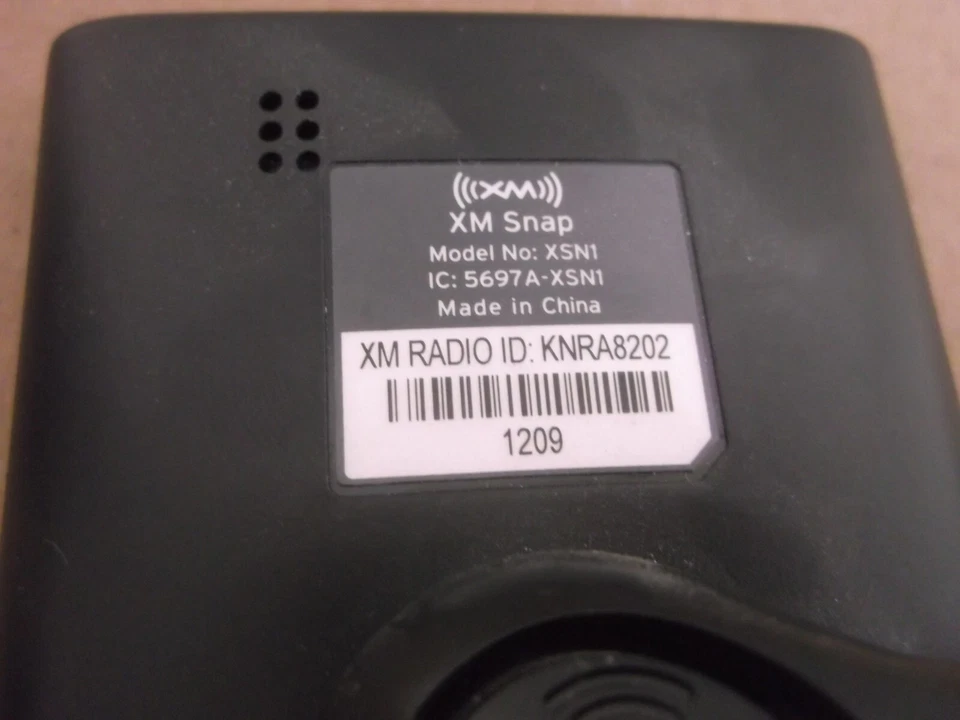 XM
XM Snap
Model No: XSN1
IC: 5697A-XSN1
Made in China
XM RADIO ID: KNRA8202
1209